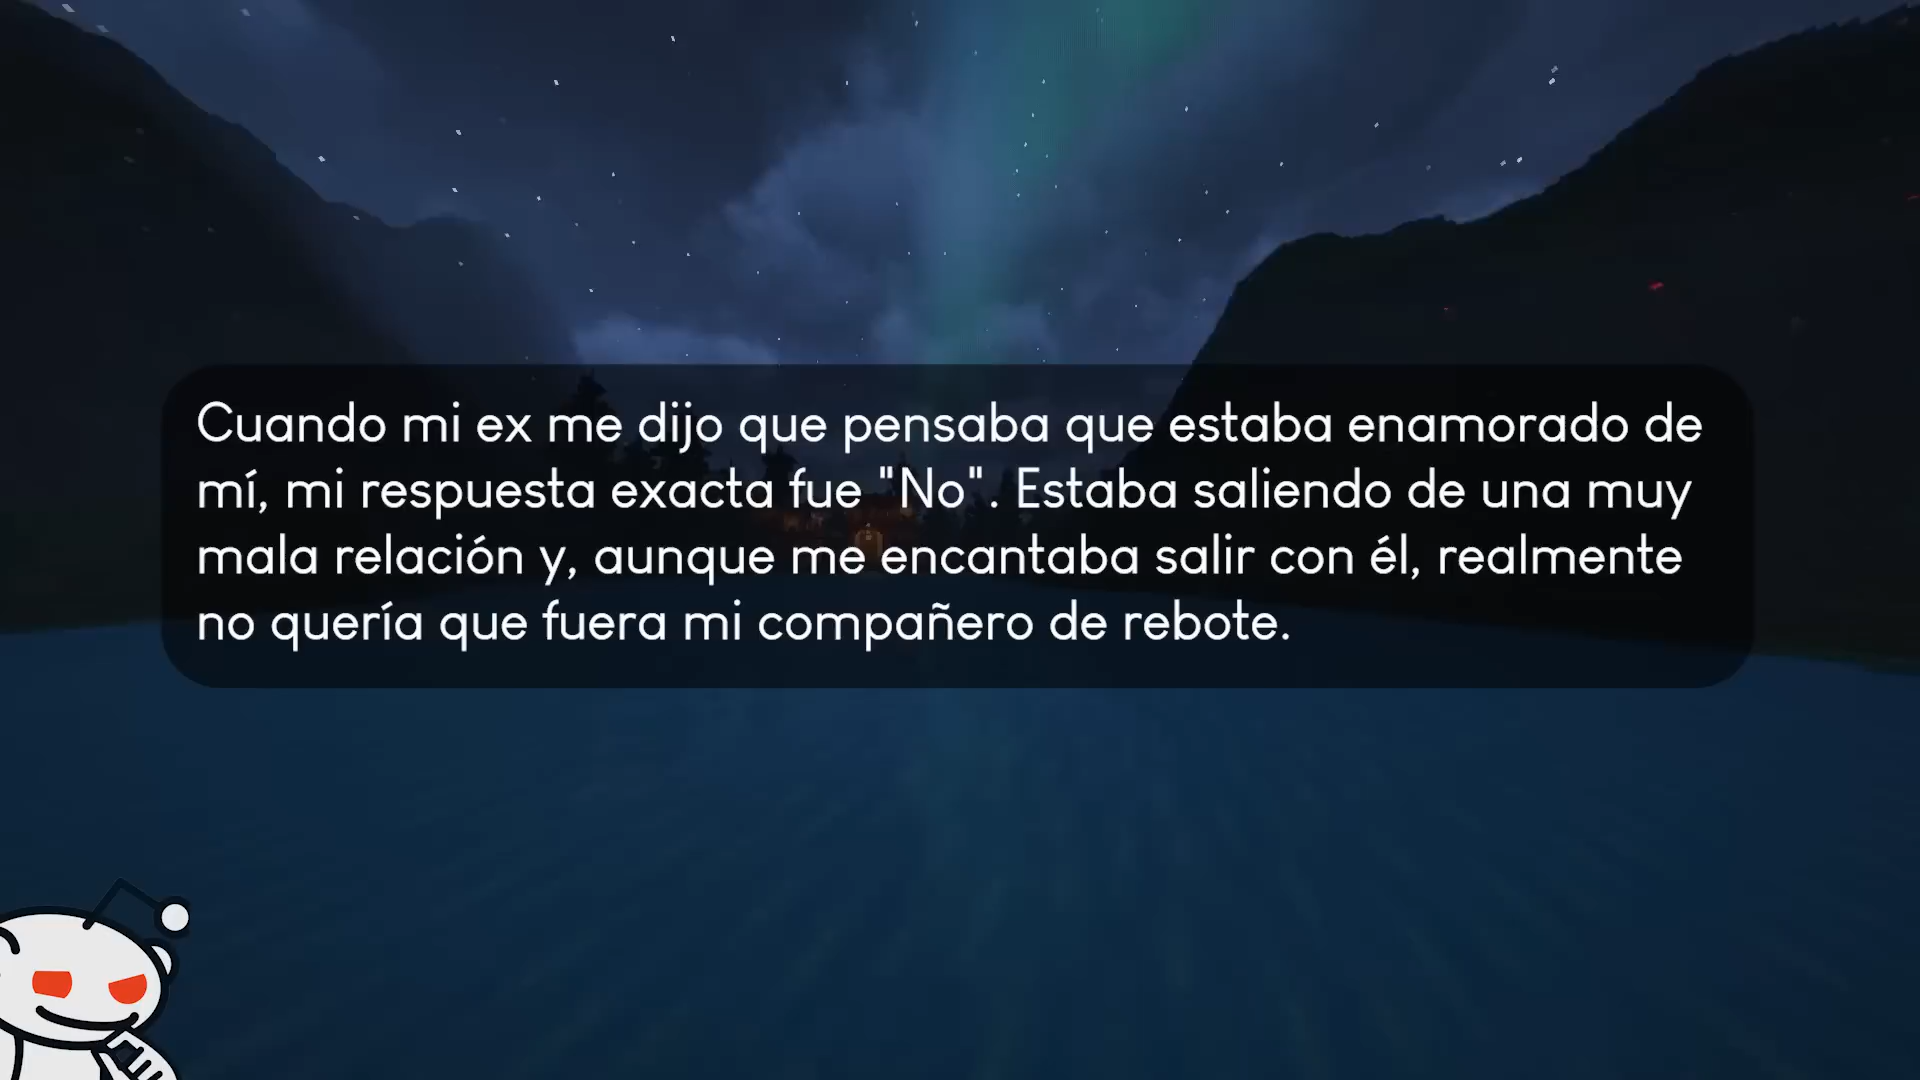 Cuando mi ex me dijo que pensaba que estaba enamorado de
mí, mi respuesta exacta fue "No". Estaba saliendo de una muy
mala relación y, aunque me encantaba salir con él, realmente
no quería que fuera mi compañero de rebote.